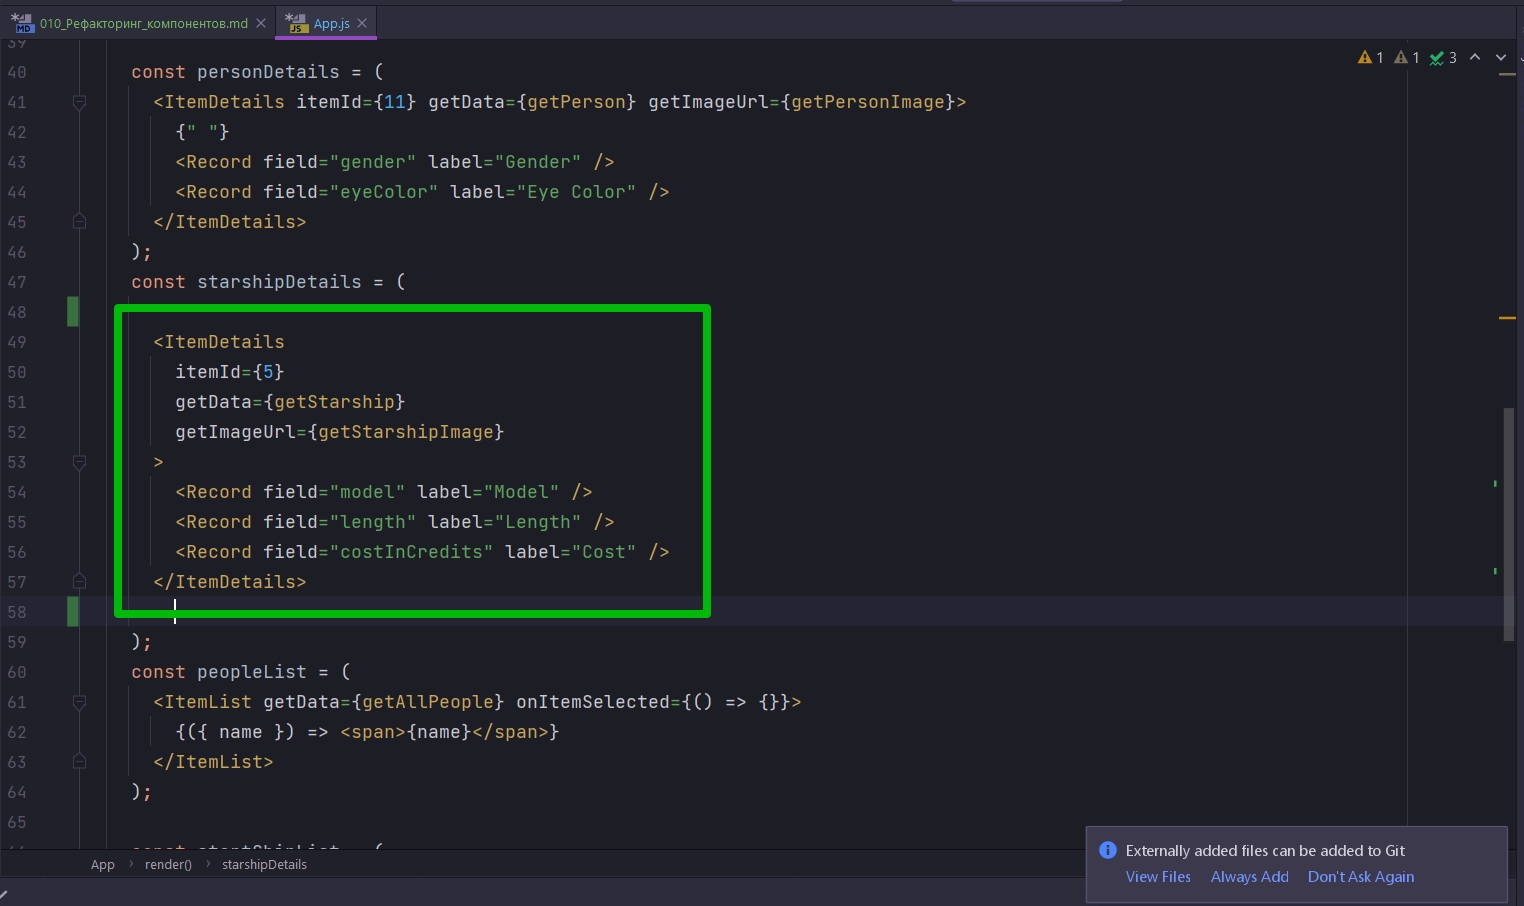 010_Рефакторинг_компонентов.md App.js
39
1 1 3
40 const personDetails = (
41 <ItemDetails itemId={11} getData={getPerson} getImageUrl={getPersonImage}>
42 {" "}
43 <Record field="gender" label="Gender" />
44 <Record field="eyeColor" label="Eye Color" />
45 </ItemDetails>
46 );
47 const starshipDetails = (
48
49 <ItemDetails
50 itemId={5}
51 getData={getStarship}
52 getImageUrl={getStarshipImage}
53 >
54 <Record field="model" label="Model" />
55 <Record field="length" label="Length" />
56 <Record field="costInCredits" label="Cost" />
57 </ItemDetails>
58
59 );
60 const peopleList = (
61 <ItemList getData={getAllPeople} onItemSelected={() => {}}>
62 {({ name }) => <span>{name}</span>}
63 </ItemList>
64 );
65
App › render() › starshipDetails
Externally added files can be added to Git
View Files Always Add Don't Ask Again